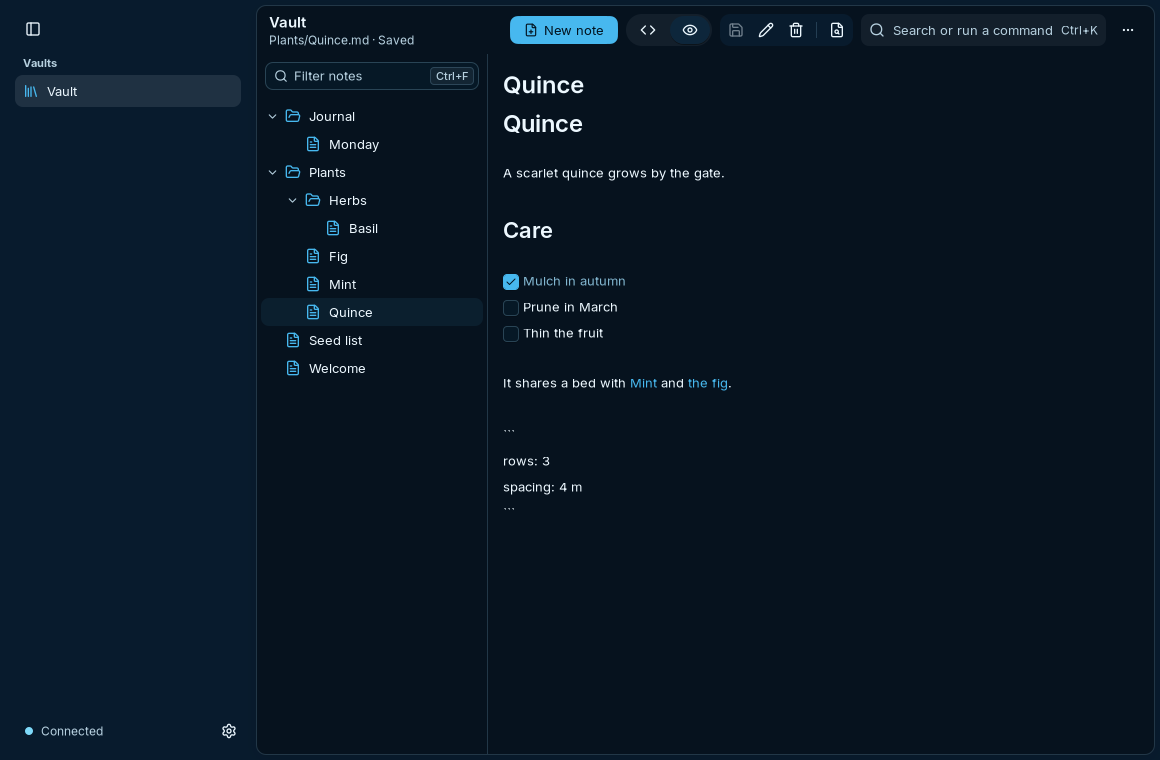 Vaults
Vault
Connected
Vault
Plants/Quince.md · Saved
New note
Search or run a command Ctrl+K
Filter notes Ctrl+F
Journal
Monday
Plants
Herbs
Basil
Fig
Mint
Quince
Seed list
Welcome
Quince
Quince
A scarlet quince grows by the gate.
Care
Mulch in autumn
Prune in March
Thin the fruit
It shares a bed with Mint and the fig.
```
rows: 3
spacing: 4 m
```